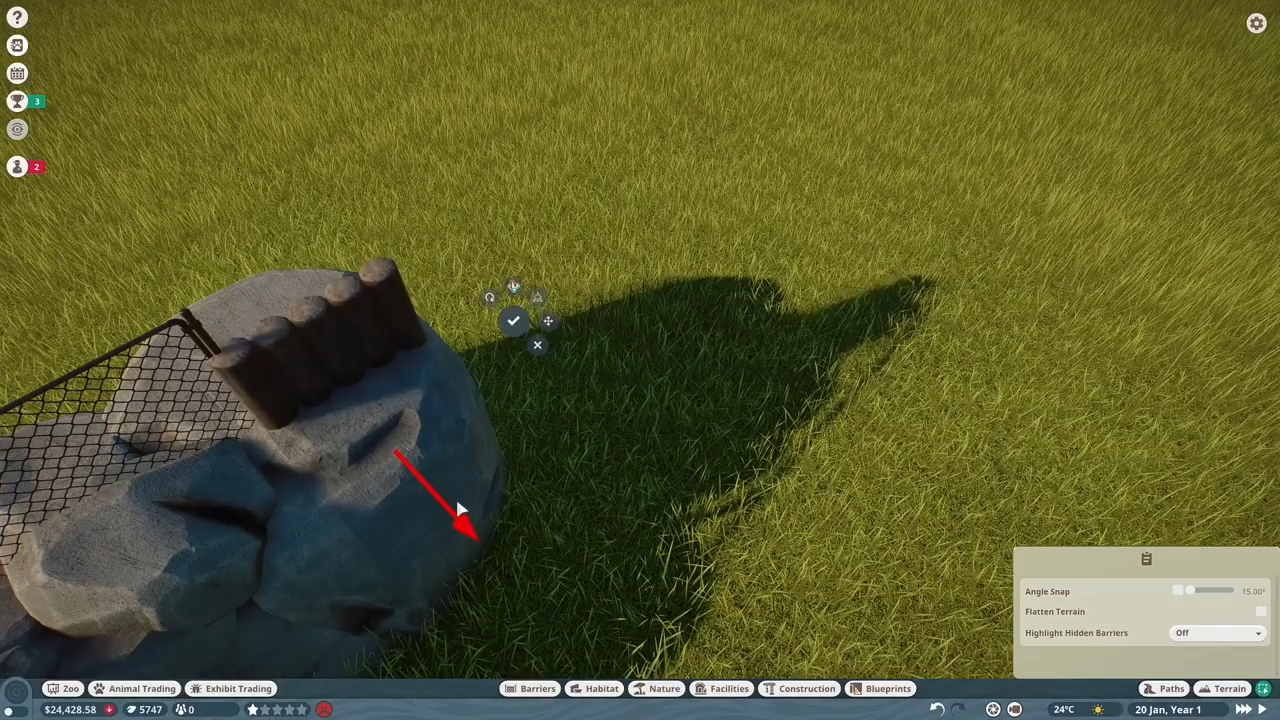 3
2
Angle Snap 15.00°
Flatten Terrain
Highlight Hidden Barriers Off
Zoo Animal Trading Exhibit Trading Barriers Habitat Nature Facilities Construction Blueprints Paths Terrain
$24,428.58 5747 0 24°C 20 Jan, Year 1